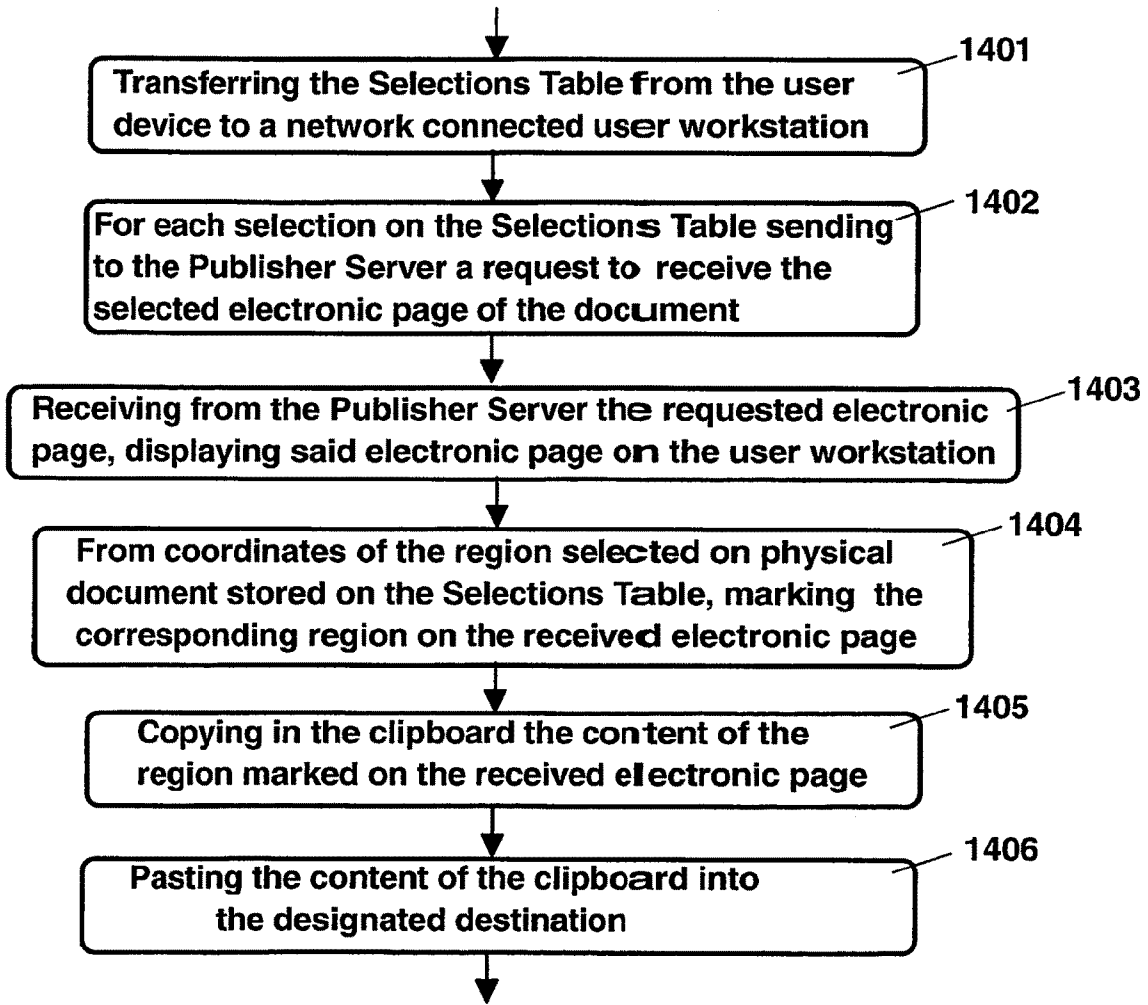 1401
Transferring the Selections Table from the user
device to a network connected user workstation
1402
For each selection on the Selections Table sending
to the Publisher Server a request to receive the
selected electronic page of the document
1403
Receiving from the Publisher Server the requested electronic
page, displaying said electronic page on the user workstation
1404
From coordinates of the region selected on physical
document stored on the Selections Table, marking the
corresponding region on the received electronic page
1405
Copying in the clipboard the content of the
region marked on the received electronic page
1406
Pasting the content of the clipboard into
the designated destination